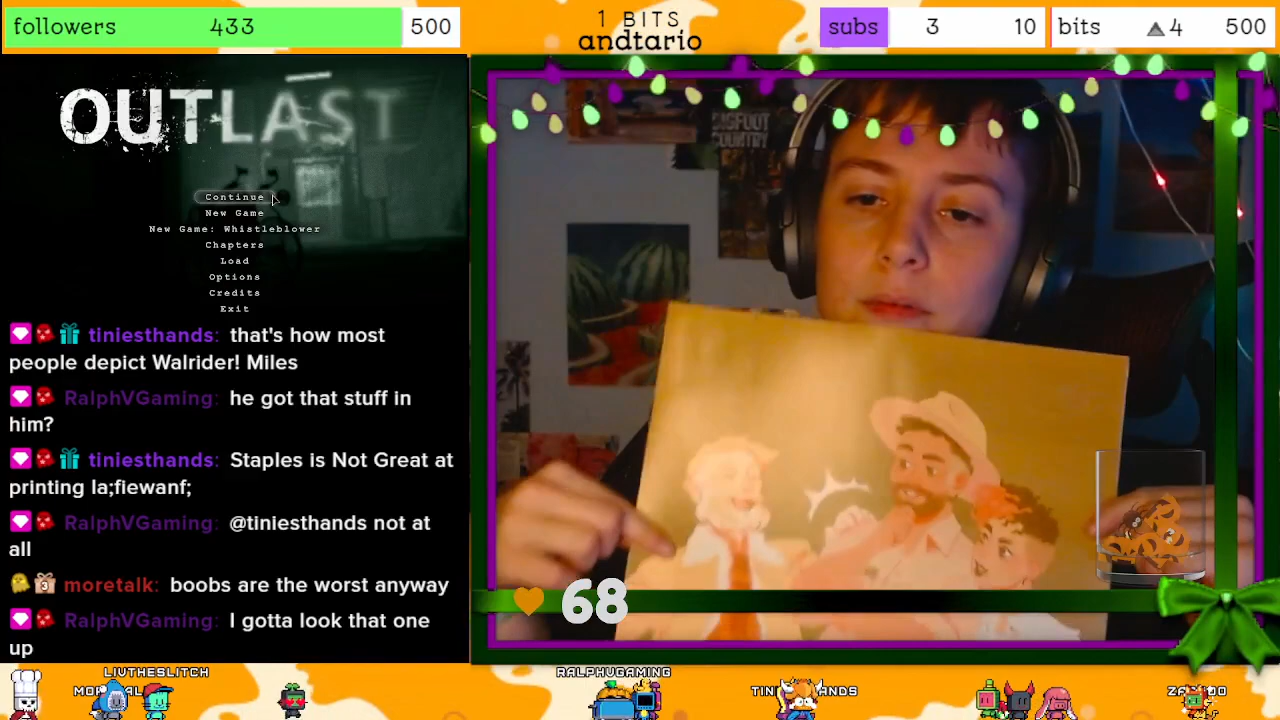 followers 433 500
1 BITS
andtario
subs 3 10
bits 4 500
OUTLAST
Continue
New Game
New Game: Whistleblower
Chapters
Load
Options
Credits
Exit
BIGFOOT
COUNTRY
tiniesthands: that's how most
people depict Walrider! Miles
RalphVGaming: he got that stuff in
him?
tiniesthands: Staples is Not Great at
printing la;fiewanf;
RalphVGaming: @tiniesthands not at
all
moretalk: boobs are the worst anyway
RalphVGaming: I gotta look that one
up
68
LIVTHESLITCH
RALPHVGAMING